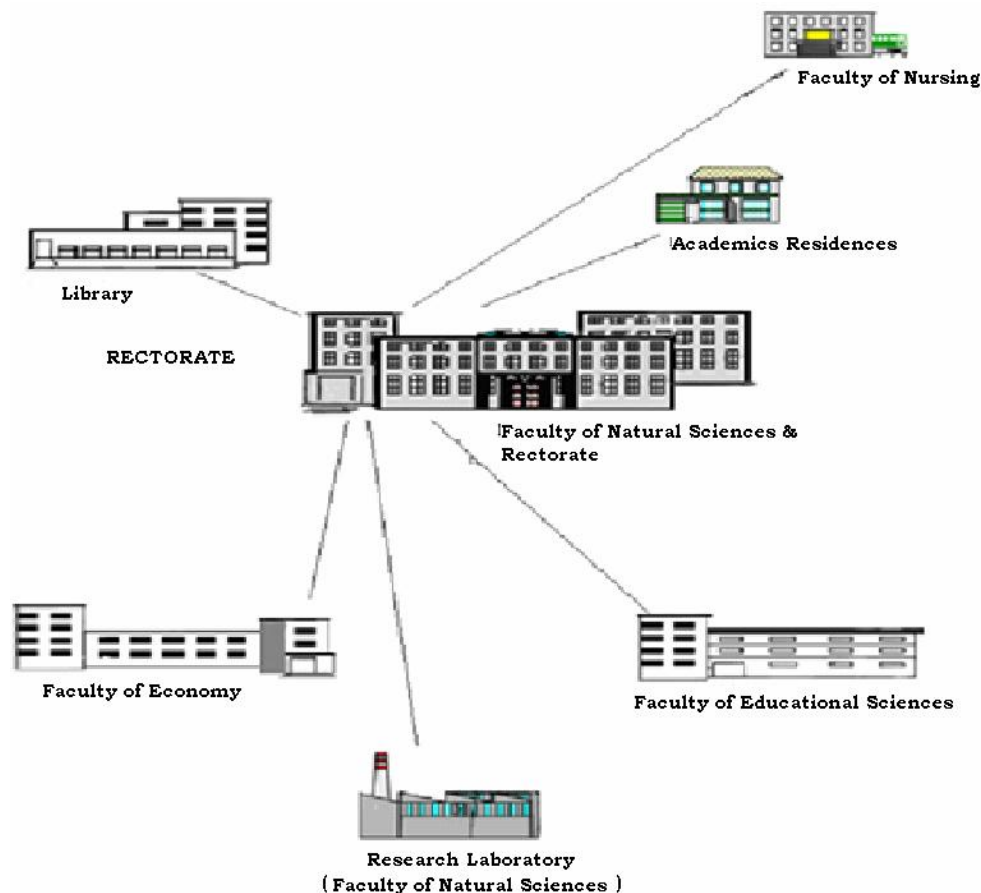 Faculty of Nursing
Academics Residences
Library
RECTORATE
Faculty of Natural Sciences &
Rectorate
Faculty of Economy
Faculty of Educational Sciences
Research Laboratory
( Faculty of Natural Sciences )